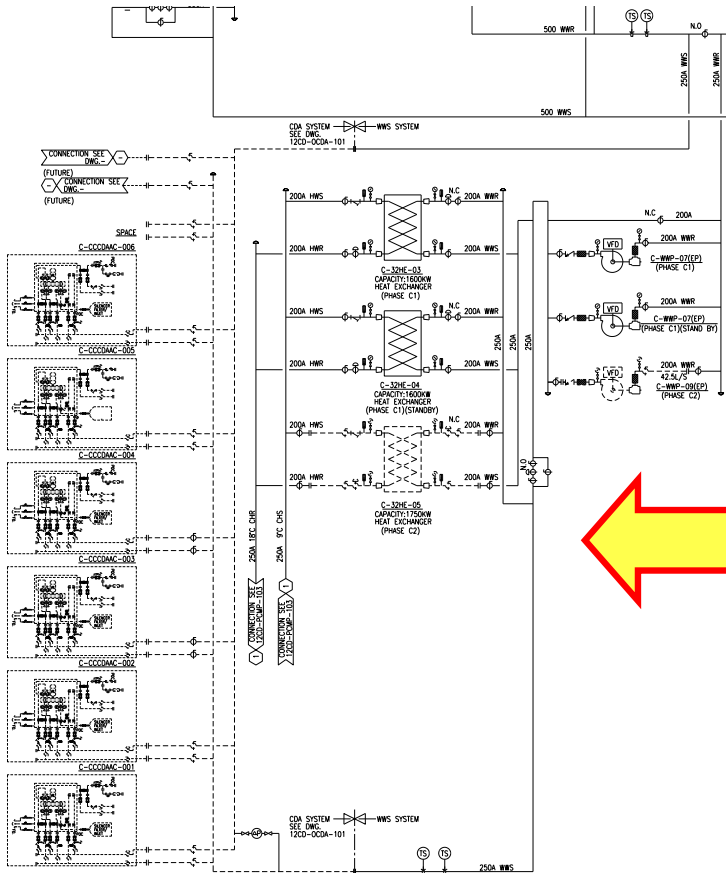 TS TS
N.O
500 WWR
250A WWS
250A WWR
500 WWS
CDA SYSTEM
SEE DWG.
12CD-OCDA-101
WWS SYSTEM
CONNECTION SEE
DWG.-
-
(FUTURE)
-
CONNECTION SEE
DWG.-
(FUTURE)
SPACE
C-CCCDAAC-006
C-CCCDAAC-005
C-CCCDAAC-004
C-CCCDAAC-003
C-CCCDAAC-002
C-CCCDAAC-001
200A HWS
N.C
200A WWR
200A HWR
200A WWS
C-32HE-03
CAPACITY:1600KW
HEAT EXCHANGER
(PHASE C1)
200A HWS
N.C
200A WWR
200A HWR
200A WWS
C-32HE-04
CAPACITY:1600KW
HEAT EXCHANGER
(PHASE C1)(STANDBY)
200A HWS
N.C
200A WWR
200A HWR
200A WWS
C-32HE-05
CAPACITY:1750KW
HEAT EXCHANGER
(PHASE C2)
250A 18°C CHR
250A 9°C CHS
CONNECTION SEE
12CD-PCMP-103
1
1
CONNECTION SEE
12CD-PCMP-103
250A
250A
250A
N.O
N.C
200A
VFD
200A WWR
C-WWP-07(EP)
(PHASE C1)
VFD
200A WWR
C-WWP-07(EP)
(PHASE C1)(STAND BY)
VFD
200A WWR
42.5L/S
C-WWP-09(EP)
(PHASE C2)
CDA SYSTEM
SEE DWG.
12CD-OCDA-101
WWS SYSTEM
AP
TS TS
250A WWS